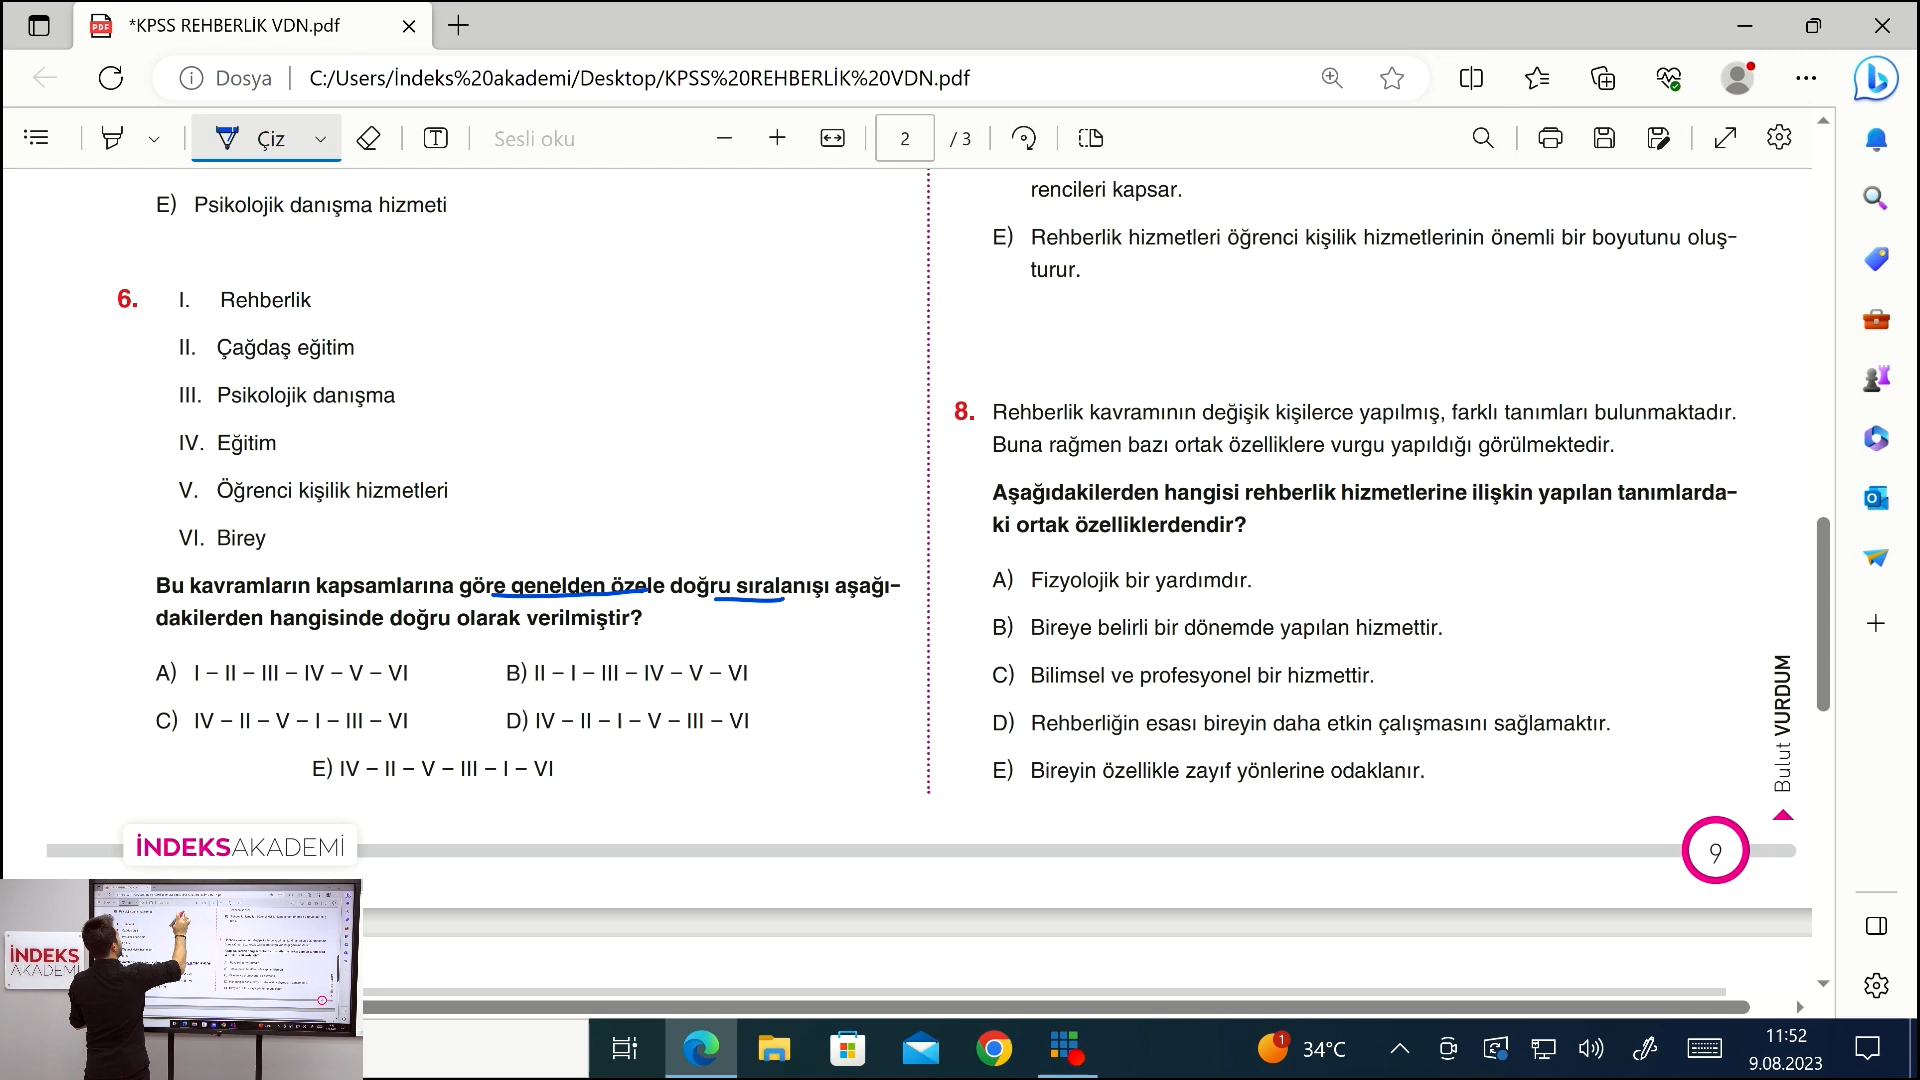 *KPSS REHBERLİK VDN.pdf
Dosya
C:/Users/İndeks%20akademi/Desktop/KPSS%20REHBERLİK%20VDN.pdf
Çiz
Sesli oku
2
/ 3
E) Psikolojik danışma hizmeti
6.
I. Rehberlik
II. Çağdaş eğitim
III. Psikolojik danışma
IV. Eğitim
V. Öğrenci kişilik hizmetleri
VI. Birey
Bu kavramların kapsamlarına göre genelden özele doğru sıralanışı aşağı-
dakilerden hangisinde doğru olarak verilmiştir?
A) I – II – III – IV – V – VI
B) II – I – III – IV – V – VI
C) IV – II – V – I – III – VI
D) IV – II – I – V – III – VI
E) IV – II – V – III – I – VI
rencileri kapsar.
E) Rehberlik hizmetleri öğrenci kişilik hizmetlerinin önemli bir boyutunu oluş-
turur.
8. Rehberlik kavramının değişik kişilerce yapılmış, farklı tanımları bulunmaktadır.
Buna rağmen bazı ortak özelliklere vurgu yapıldığı görülmektedir.
Aşağıdakilerden hangisi rehberlik hizmetlerine ilişkin yapılan tanımlarda-
ki ortak özelliklerdendir?
A) Fizyolojik bir yardımdır.
B) Bireye belirli bir dönemde yapılan hizmettir.
C) Bilimsel ve profesyonel bir hizmettir.
D) Rehberliğin esası bireyin daha etkin çalışmasını sağlamaktır.
E) Bireyin özellikle zayıf yönlerine odaklanır.
Bulut VURDUM
İNDEKSAKADEMİ
9
İNDEKS
AKADEMİ
1
34°C
11:52
9.08.2023